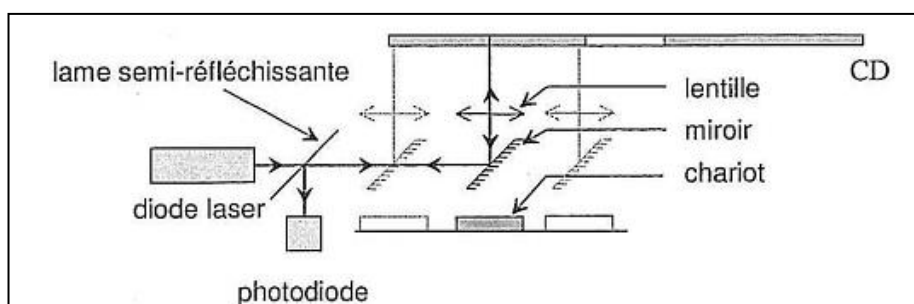 lame semi-réfléchissante
CD
lentille
miroir
chariot
diode laser
photodiode